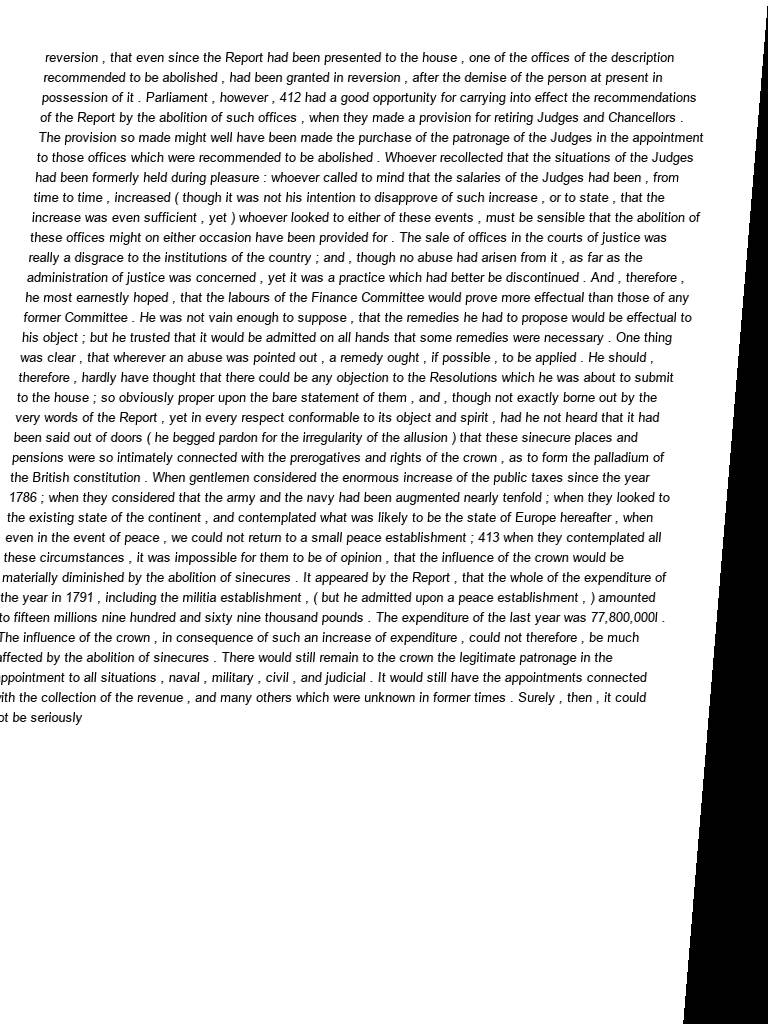 reversion , that even since the Report had been presented to the house , one of the offices of the description
recommended to be abolished , had been granted in reversion , after the demise of the person at present in
possession of it . Parliament , however , 412 had a good opportunity for carrying into effect the recommendations
of the Report by the abolition of such offices , when they made a provision for retiring Judges and Chancellors .
The provision so made might well have been made the purchase of the patronage of the Judges in the appointment
to those offices which were recommended to be abolished . Whoever recollected that the situations of the Judges
had been formerly held during pleasure : whoever called to mind that the salaries of the Judges had been , from
time to time , increased ( though it was not his intention to disapprove of such increase , or to state , that the
increase was even sufficient , yet ) whoever looked to either of these events , must be sensible that the abolition of
these offices might on either occasion have been provided for . The sale of offices in the courts of justice was
really a disgrace to the institutions of the country ; and , though no abuse had arisen from it , as far as the
administration of justice was concerned , yet it was a practice which had better be discontinued . And , therefore ,
he most earnestly hoped , that the labours of the Finance Committee would prove more effectual than those of any
former Committee . He was not vain enough to suppose , that the remedies he had to propose would be effectual to
his object ; but he trusted that it would be admitted on all hands that some remedies were necessary . One thing
was clear , that wherever an abuse was pointed out , a remedy ought , if possible , to be applied . He should ,
therefore , hardly have thought that there could be any objection to the Resolutions which he was about to submit
to the house ; so obviously proper upon the bare statement of them , and , though not exactly borne out by the
very words of the Report , yet in every respect conformable to its object and spirit , had he not heard that it had
been said out of doors ( he begged pardon for the irregularity of the allusion ) that these sinecure places and
pensions were so intimately connected with the prerogatives and rights of the crown , as to form the palladium of
the British constitution . When gentlemen considered the enormous increase of the public taxes since the year
1786 ; when they considered that the army and the navy had been augmented nearly tenfold ; when they looked to
the existing state of the continent , and contemplated what was likely to be the state of Europe hereafter , when
even in the event of peace , we could not return to a small peace establishment ; 413 when they contemplated all
these circumstances , it was impossible for them to be of opinion , that the influence of the crown would be
materially diminished by the abolition of sinecures . It appeared by the Report , that the whole of the expenditure of
the year in 1791 , including the militia establishment , ( but he admitted upon a peace establishment , ) amounted
to fifteen millions nine hundred and sixty nine thousand pounds . The expenditure of the last year was 77,800,000l .
The influence of the crown , in consequence of such an increase of expenditure , could not therefore , be much
affected by the abolition of sinecures . There would still remain to the crown the legitimate patronage in the
appointment to all situations , naval , military , civil , and judicial . It would still have the appointments connected
with the collection of the revenue , and many others which were unknown in former times . Surely , then , it could
not be seriously